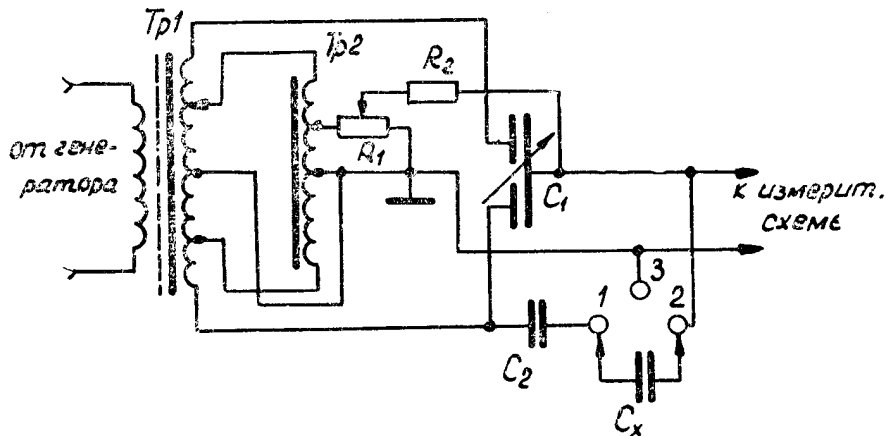 Тр1
Тр2
R₂
от гене-
ратора
R₁
C₁
к измерит.
схеме
3
1
2
C₂
Cₓ